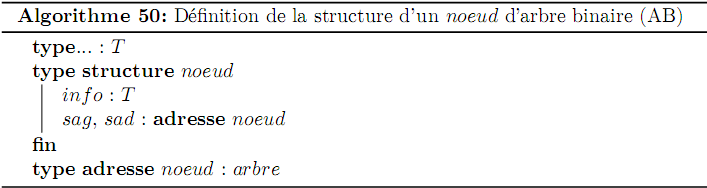 Algorithme 50: Définition de la structure d'un noeud d'arbre binaire (AB)
type... : T
type structure noeud
info : T
sag, sad : adresse noeud
fin
type adresse noeud : arbre